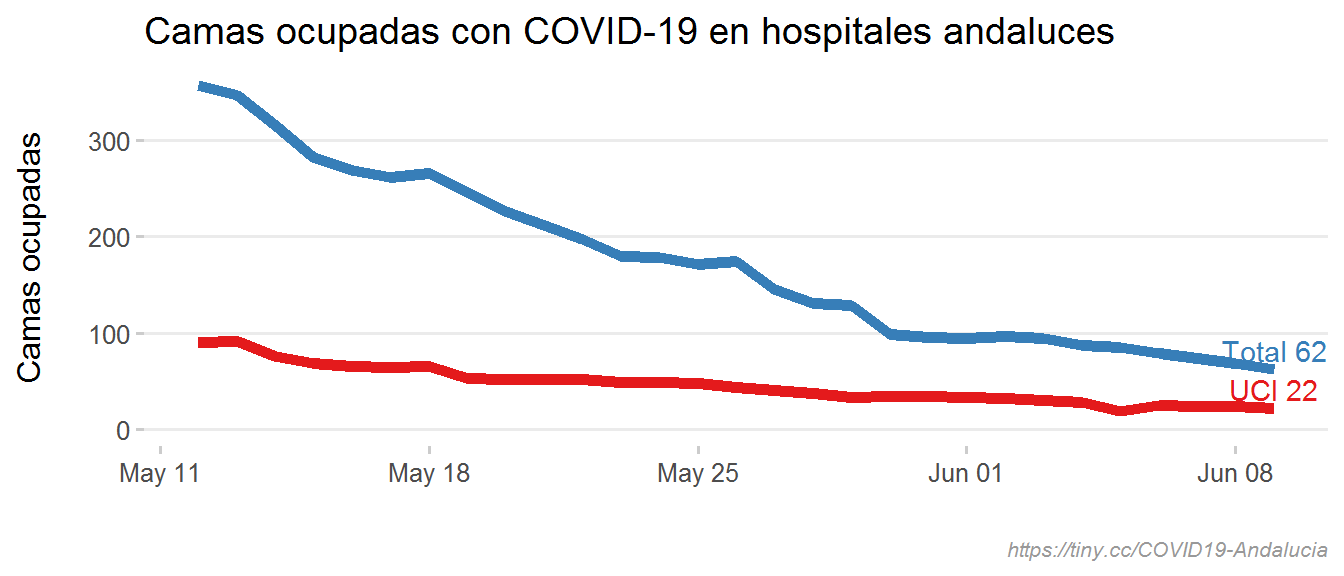 Camas ocupadas con COVID-19 en hospitales andaluces
Camas ocupadas
300
200
100
0
Total 62
UCI 22
May 11
May 18
May 25
Jun 01
Jun 08
https://tiny.cc/COVID19-Andalucia